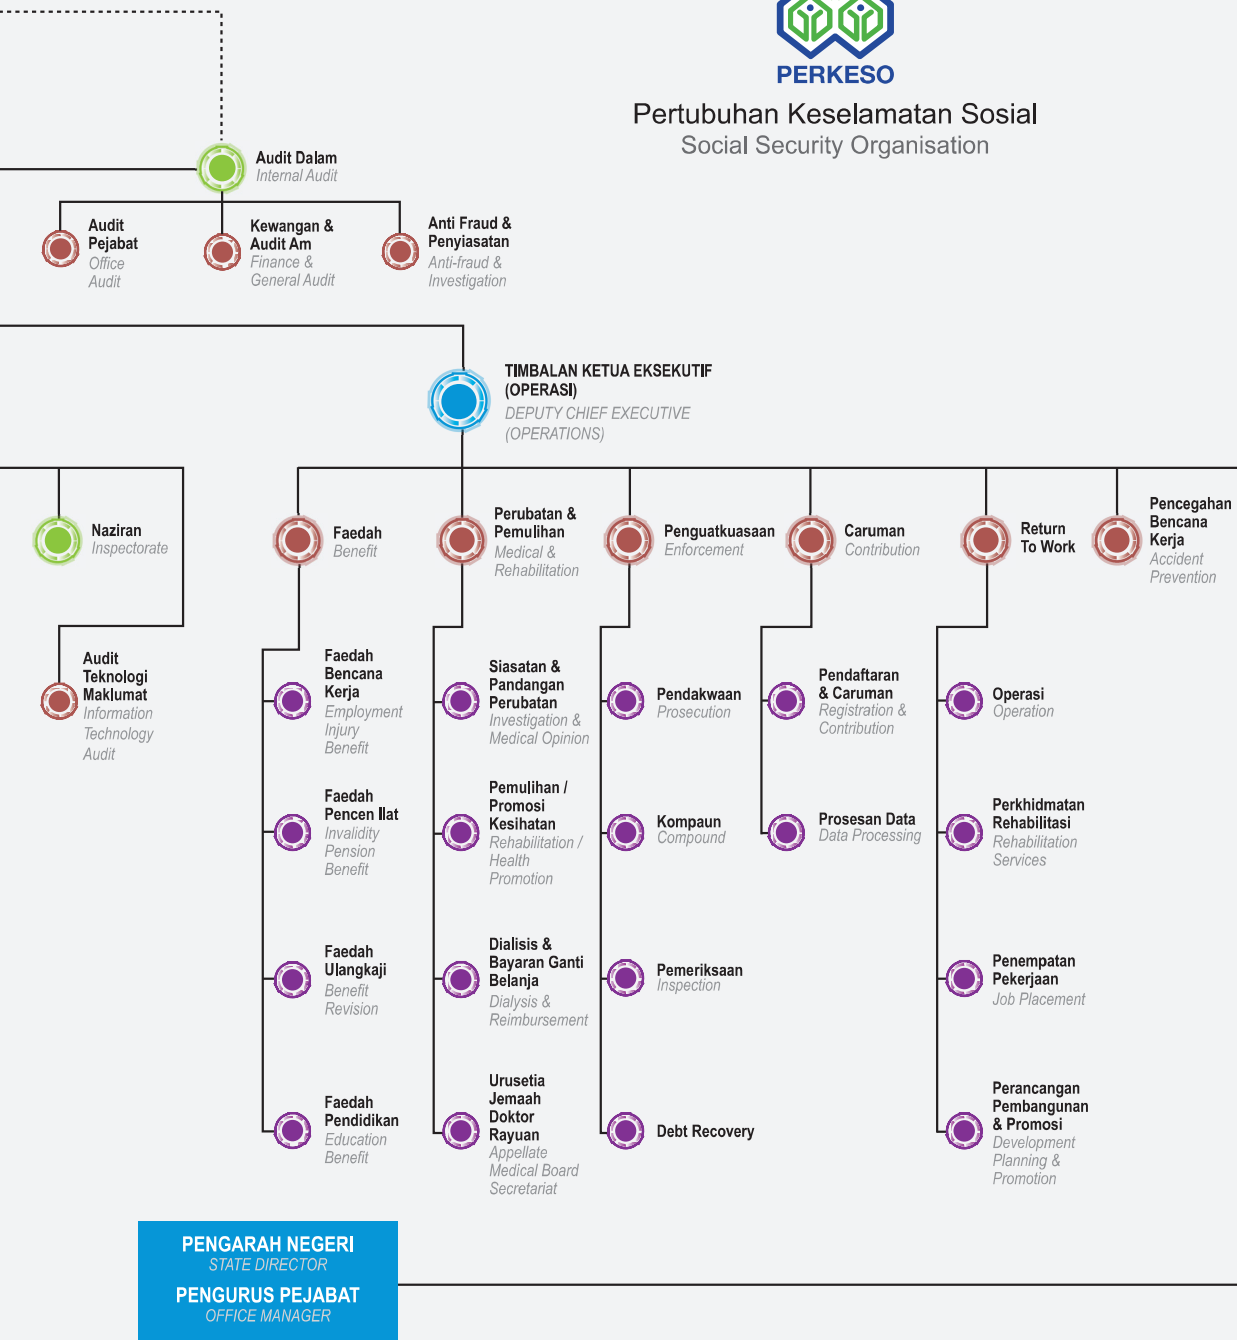 PERKESO
Pertubuhan Keselamatan Sosial
Social Security Organisation
Audit Dalam
Internal Audit
Audit
Pejabat
Office
Audit
Kewangan &
Audit Am
Finance &
General Audit
Anti Fraud &
Penyiasatan
Anti-fraud &
Investigation
TIMBALAN KETUA EKSEKUTIF
(OPERASI)
DEPUTY CHIEF EXECUTIVE
(OPERATIONS)
Naziran
Inspectorate
Faedah
Benefit
Perubatan &
Pemulihan
Medical &
Rehabilitation
Penguatkuasaan
Enforcement
Caruman
Contribution
Return
To Work
Pencegahan
Bencana
Kerja
Accident
Prevention
Audit
Teknologi
Maklumat
Information
Technology
Audit
Faedah
Bencana
Kerja
Employment
Injury
Benefit
Faedah
Pencen Ilat
Invalidity
Pension
Benefit
Faedah
Ulangkaji
Benefit
Revision
Faedah
Pendidikan
Education
Benefit
Siasatan &
Pandangan
Perubatan
Investigation &
Medical Opinion
Pemulihan /
Promosi
Kesihatan
Rehabilitation /
Health
Promotion
Dialisis &
Bayaran Ganti
Belanja
Dialysis &
Reimbursement
Urusetia
Jemaah
Doktor
Rayuan
Appellate
Medical Board
Secretariat
Pendakwaan
Prosecution
Kompaun
Compound
Pemeriksaan
Inspection
Debt Recovery
Pendaftaran
& Caruman
Registration &
Contribution
Prosesan Data
Data Processing
Operasi
Operation
Perkhidmatan
Rehabilitasi
Rehabilitation
Services
Penempatan
Pekerjaan
Job Placement
Perancangan
Pembangunan
& Promosi
Development
Planning &
Promotion
PENGARAH NEGERI
STATE DIRECTOR
PENGURUS PEJABAT
OFFICE MANAGER